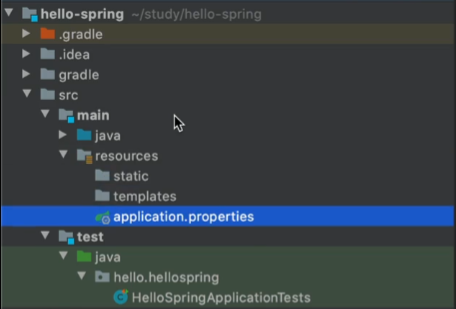 hello-spring ~/study/hello-spring
.gradle
.idea
gradle
src
main
java
resources
static
templates
application.properties
test
java
hello.hellospring
HelloSpringApplicationTests